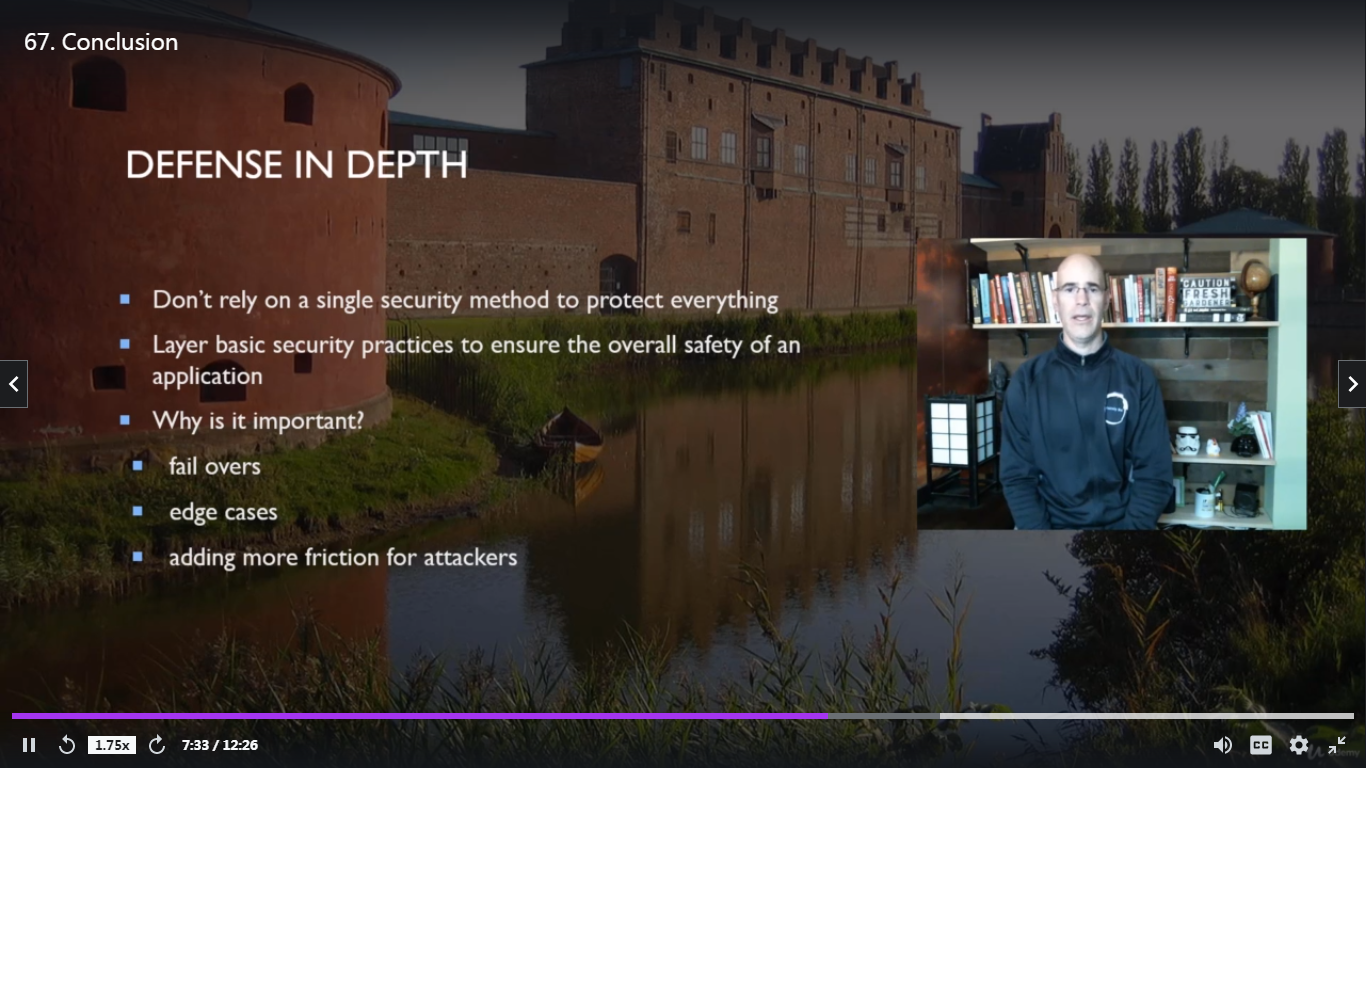 67. Conclusion
DEFENSE IN DEPTH
Don't rely on a single security method to protect everything
Layer basic security practices to ensure the overall safety of an
application
Why is it important?
fail overs
edge cases
adding more friction for attackers
CAUTION
FRESH
GARDENER
1.75x
7:33 / 12:26
CC